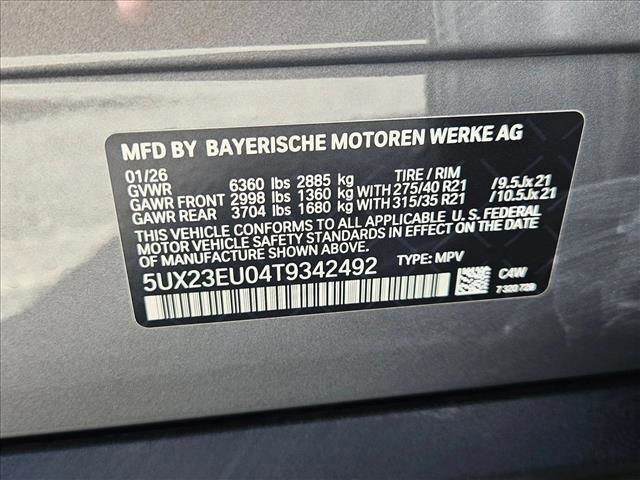 MFD BY BAYERISCHE MOTOREN WERKE AG
01/26 TIRE / RIM
GVWR 6360 lbs 2885 kg
GAWR FRONT 2998 lbs 1360 kg WITH 275/40 R21 /9.5Jx21
GAWR REAR 3704 lbs 1680 kg WITH 315/35 R21 /10.5Jx21
THIS VEHICLE CONFORMS TO ALL APPLICABLE U.S. FEDERAL
MOTOR VEHICLE SAFETY STANDARDS IN EFFECT ON THE DATE
OF MANUFACTURE SHOWN ABOVE.
5UX23EU04T9342492 TYPE: MPV
C4W